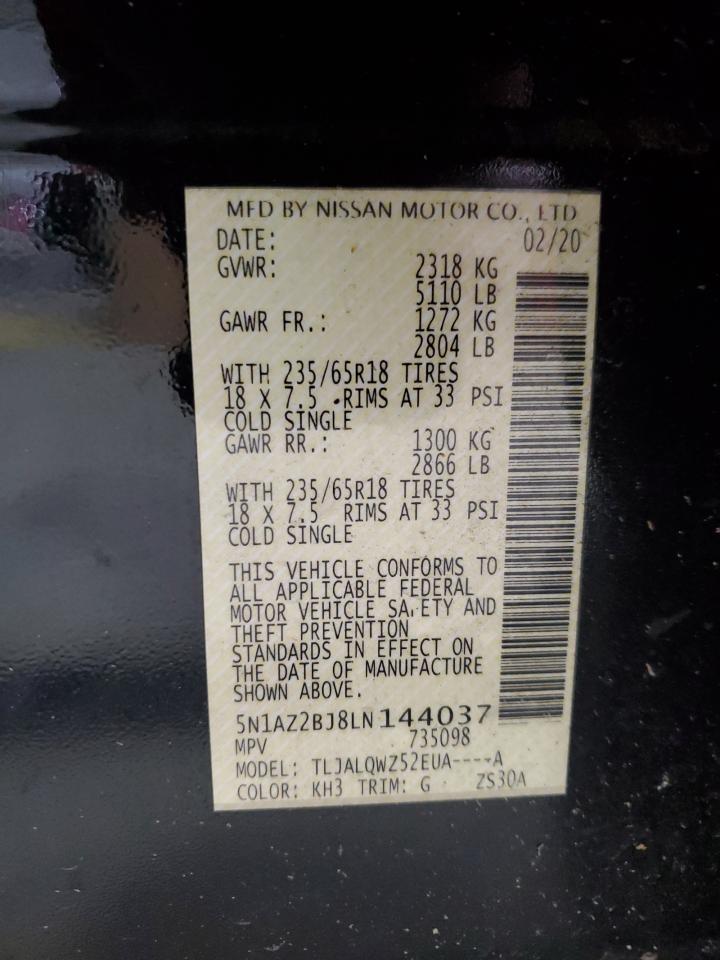 MFD BY NISSAN MOTOR CO., LTD
DATE: 02/20
GVWR: 2318 KG
5110 LB
GAWR FR.: 1272 KG
2804 LB
WITH 235/65R18 TIRES
18 X 7.5 RIMS AT 33 PSI
COLD SINGLE
GAWR RR.: 1300 KG
2866 LB
WITH 235/65R18 TIRES
18 X 7.5 RIMS AT 33 PSI
COLD SINGLE
THIS VEHICLE CONFORMS TO
ALL APPLICABLE FEDERAL
MOTOR VEHICLE SAFETY AND
THEFT PREVENTION
STANDARDS IN EFFECT ON
THE DATE OF MANUFACTURE
SHOWN ABOVE.
5N1AZ2BJ8LN144037
MPV 735098
MODEL: TLJALQWZ52EUA----A
COLOR: KH3 TRIM: G ZS30A